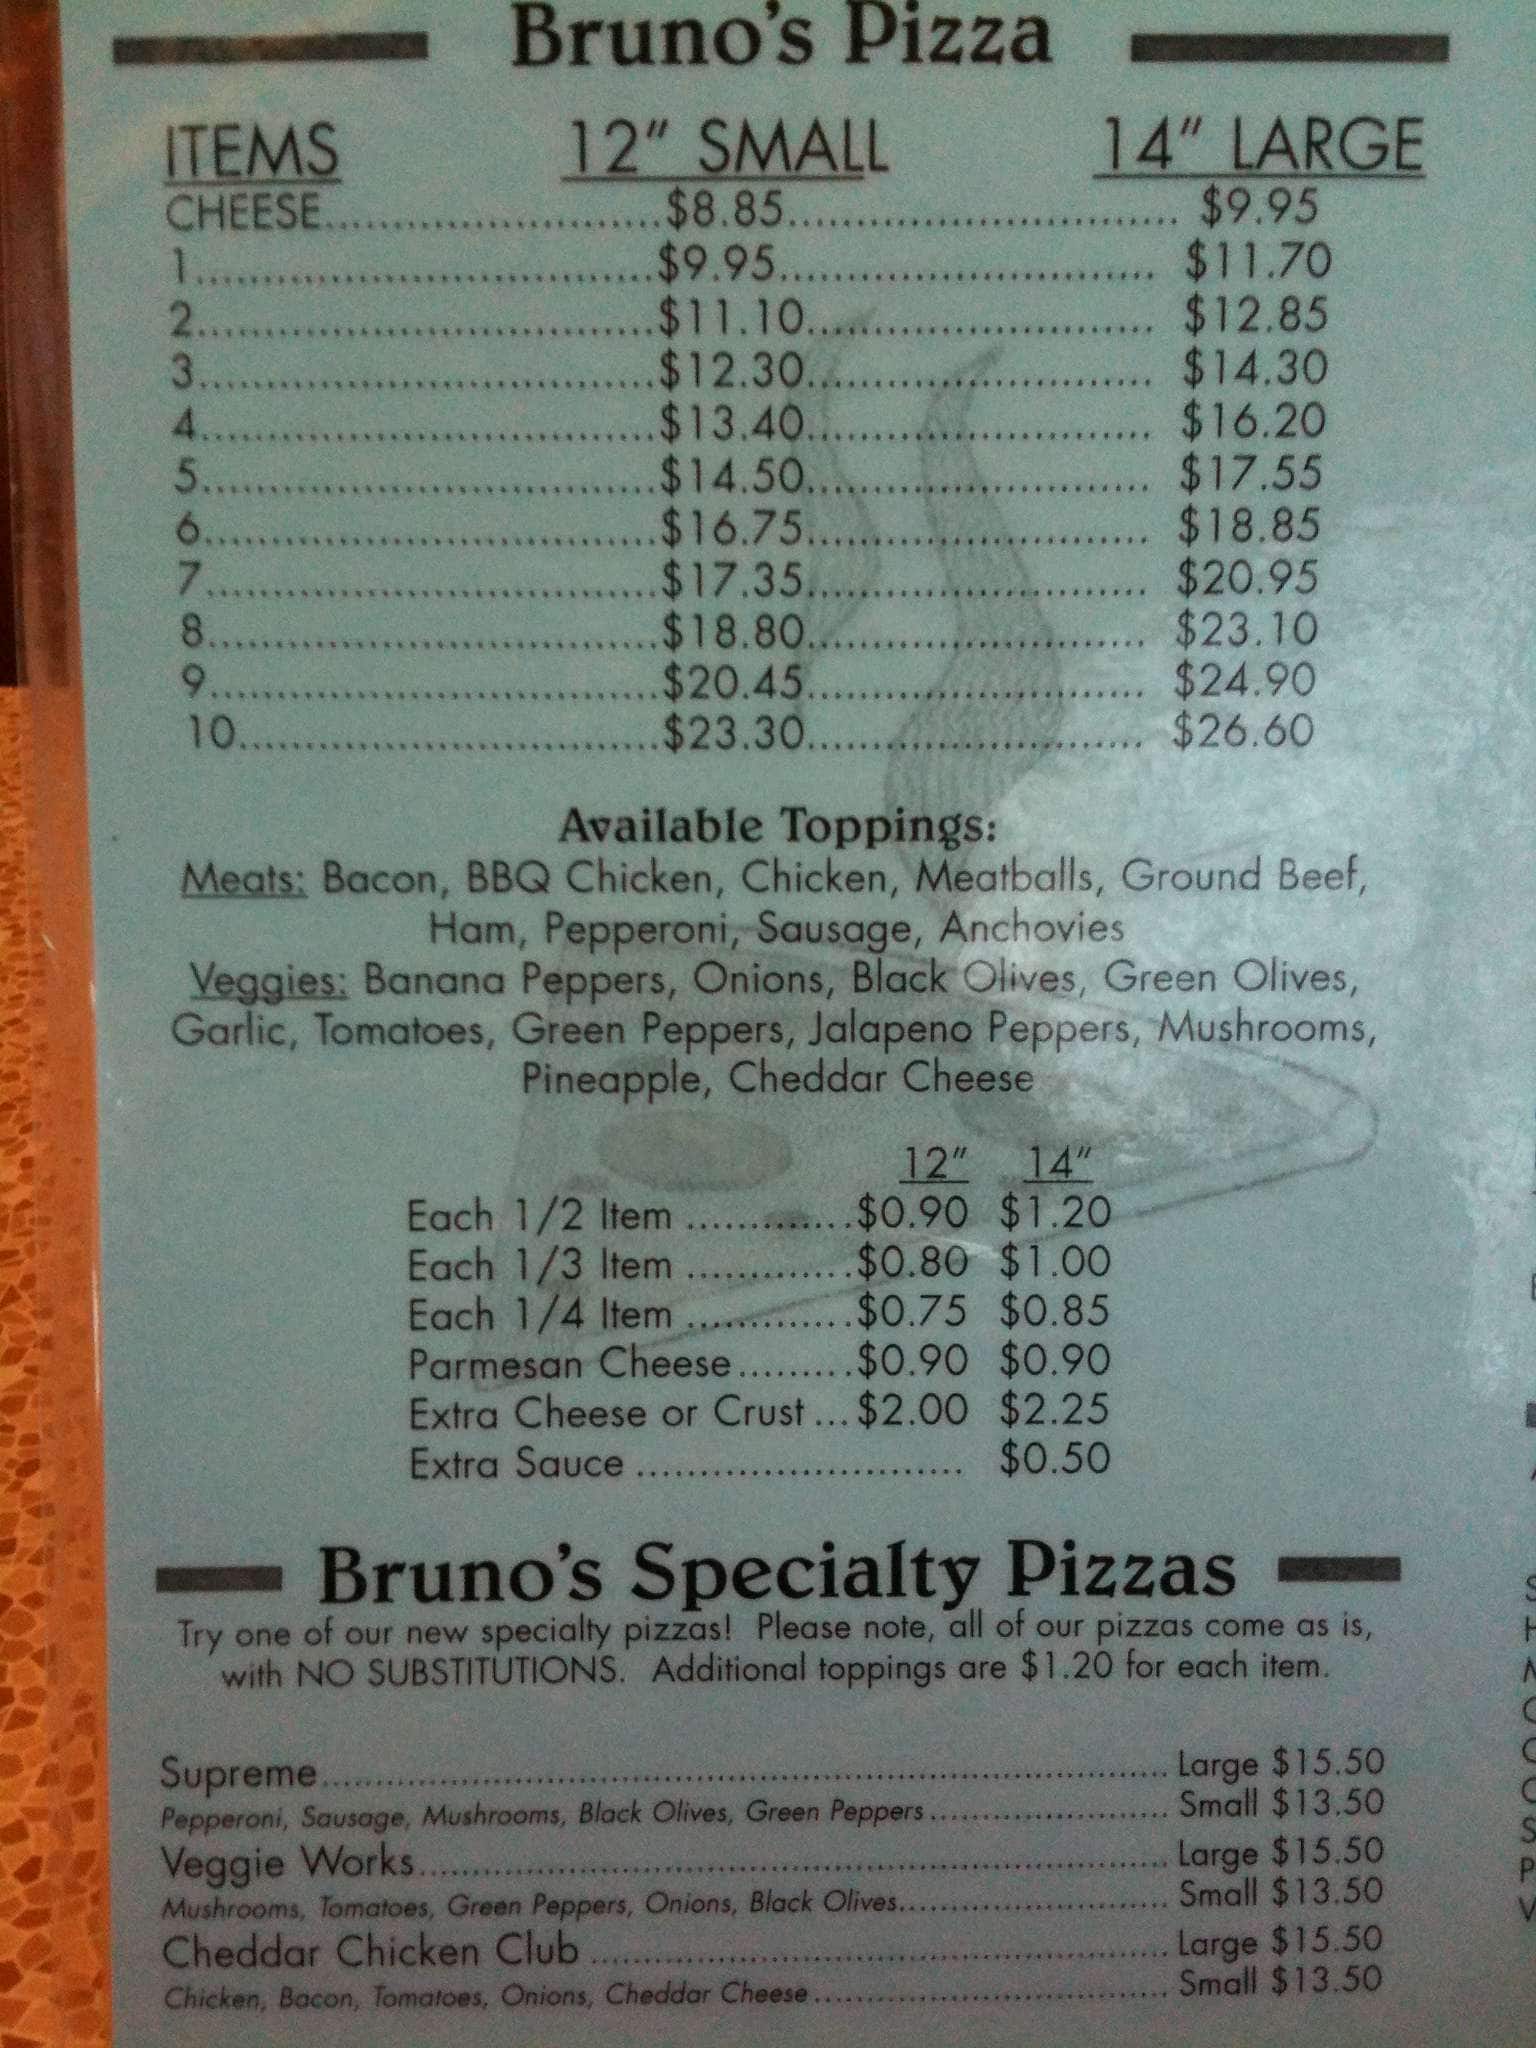 Bruno's Pizza
ITEMS 12" SMALL 14" LARGE
CHEESE.........................$8.85............................. $9.95
1..................................$9.95............................ $11.70
2..................................$11.10.......................... $12.85
3..................................$12.30.......................... $14.30
4..................................$13.40.......................... $16.20
5..................................$14.50.......................... $17.55
6..................................$16.75.......................... $18.85
7..................................$17.35.......................... $20.95
8..................................$18.80......................... $23.10
9..................................$20.45......................... $24.90
10...............................$23.30......................... $26.60
Available Toppings:
Meats: Bacon, BBQ Chicken, Chicken, Meatballs, Ground Beef,
Ham, Pepperoni, Sausage, Anchovies
Veggies: Banana Peppers, Onions, Black Olives, Green Olives,
Garlic, Tomatoes, Green Peppers, Jalapeno Peppers, Mushrooms,
Pineapple, Cheddar Cheese
12" 14"
Each 1/2 Item .............$0.90 $1.20
Each 1/3 Item .............$0.80 $1.00
Each 1/4 Item .............$0.75 $0.85
Parmesan Cheese.........$0.90 $0.90
Extra Cheese or Crust ...$2.00 $2.25
Extra Sauce ......................... $0.50
Bruno's Specialty Pizzas
Try one of our new specialty pizzas! Please note, all of our pizzas come as is,
with NO SUBSTITUTIONS. Additional toppings are $1.20 for each item.
Supreme................................................................................ Large $15.50
Pepperoni, Sausage, Mushrooms, Black Olives, Green Peppers....................... Small $13.50
Veggie Works....................................................................... Large $15.50
Mushrooms, Tomatoes, Green Peppers, Onions, Black Olives.......................... Small $13.50
Cheddar Chicken Club ....................................................... Large $15.50
Chicken, Bacon, Tomatoes, Onions, Cheddar Cheese.................................. Small $13.50